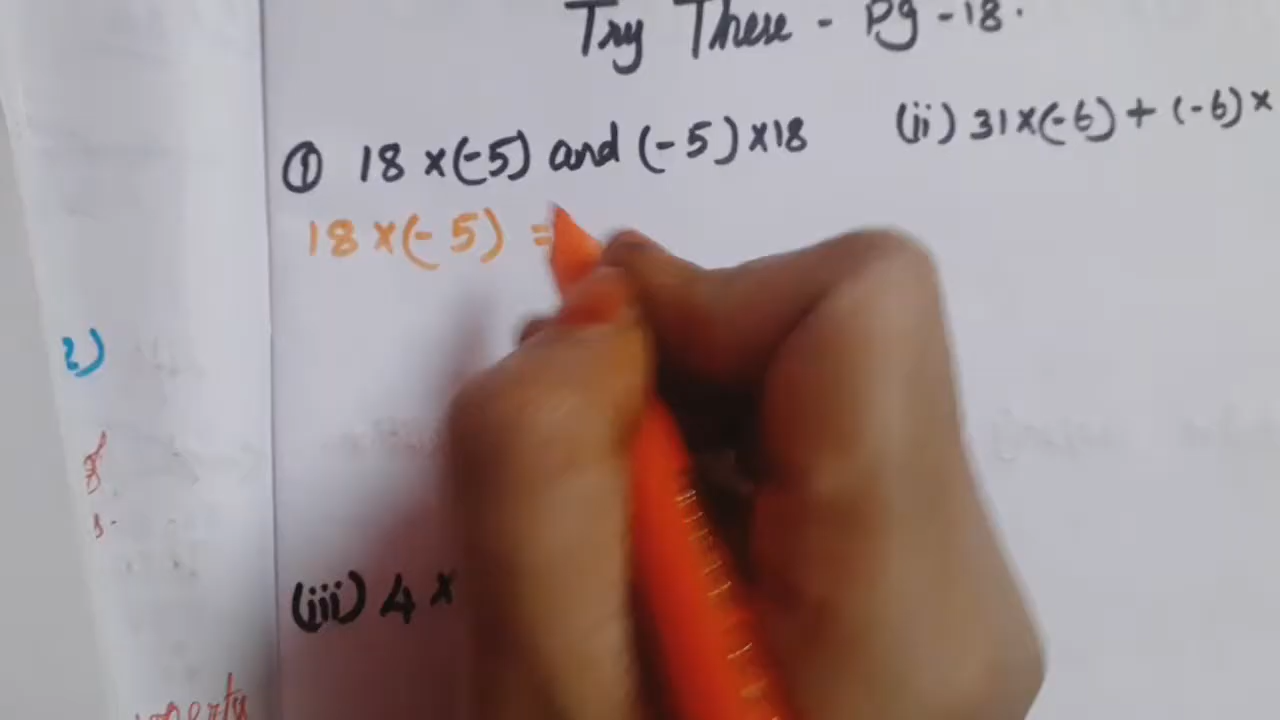 Try These - Pg - 18.
① 18 ×(-5) and (-5)×18
(ii) 31×(-6) + (-6)×
18 ×(-5) =
2)
(iii) 4 ×